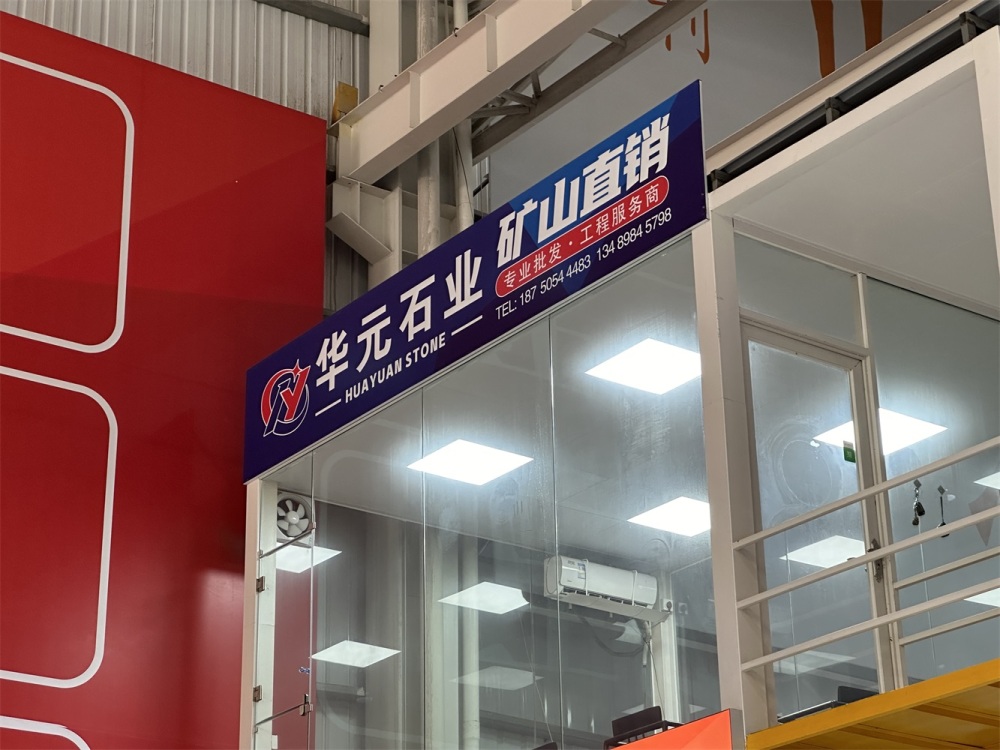 华元石业
HUAYUAN STONE
矿山直销
专业批发·工程服务商
TEL: 187 5054 4483 134 8984 5798